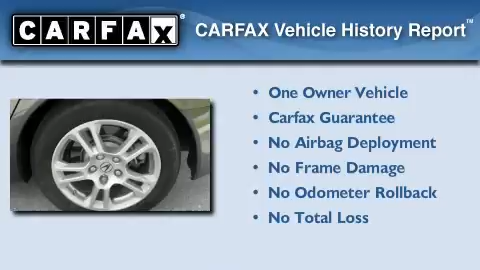 CARFAX® CARFAX Vehicle History Report™
• One Owner Vehicle
• Carfax Guarantee
• No Airbag Deployment
• No Frame Damage
• No Odometer Rollback
• No Total Loss